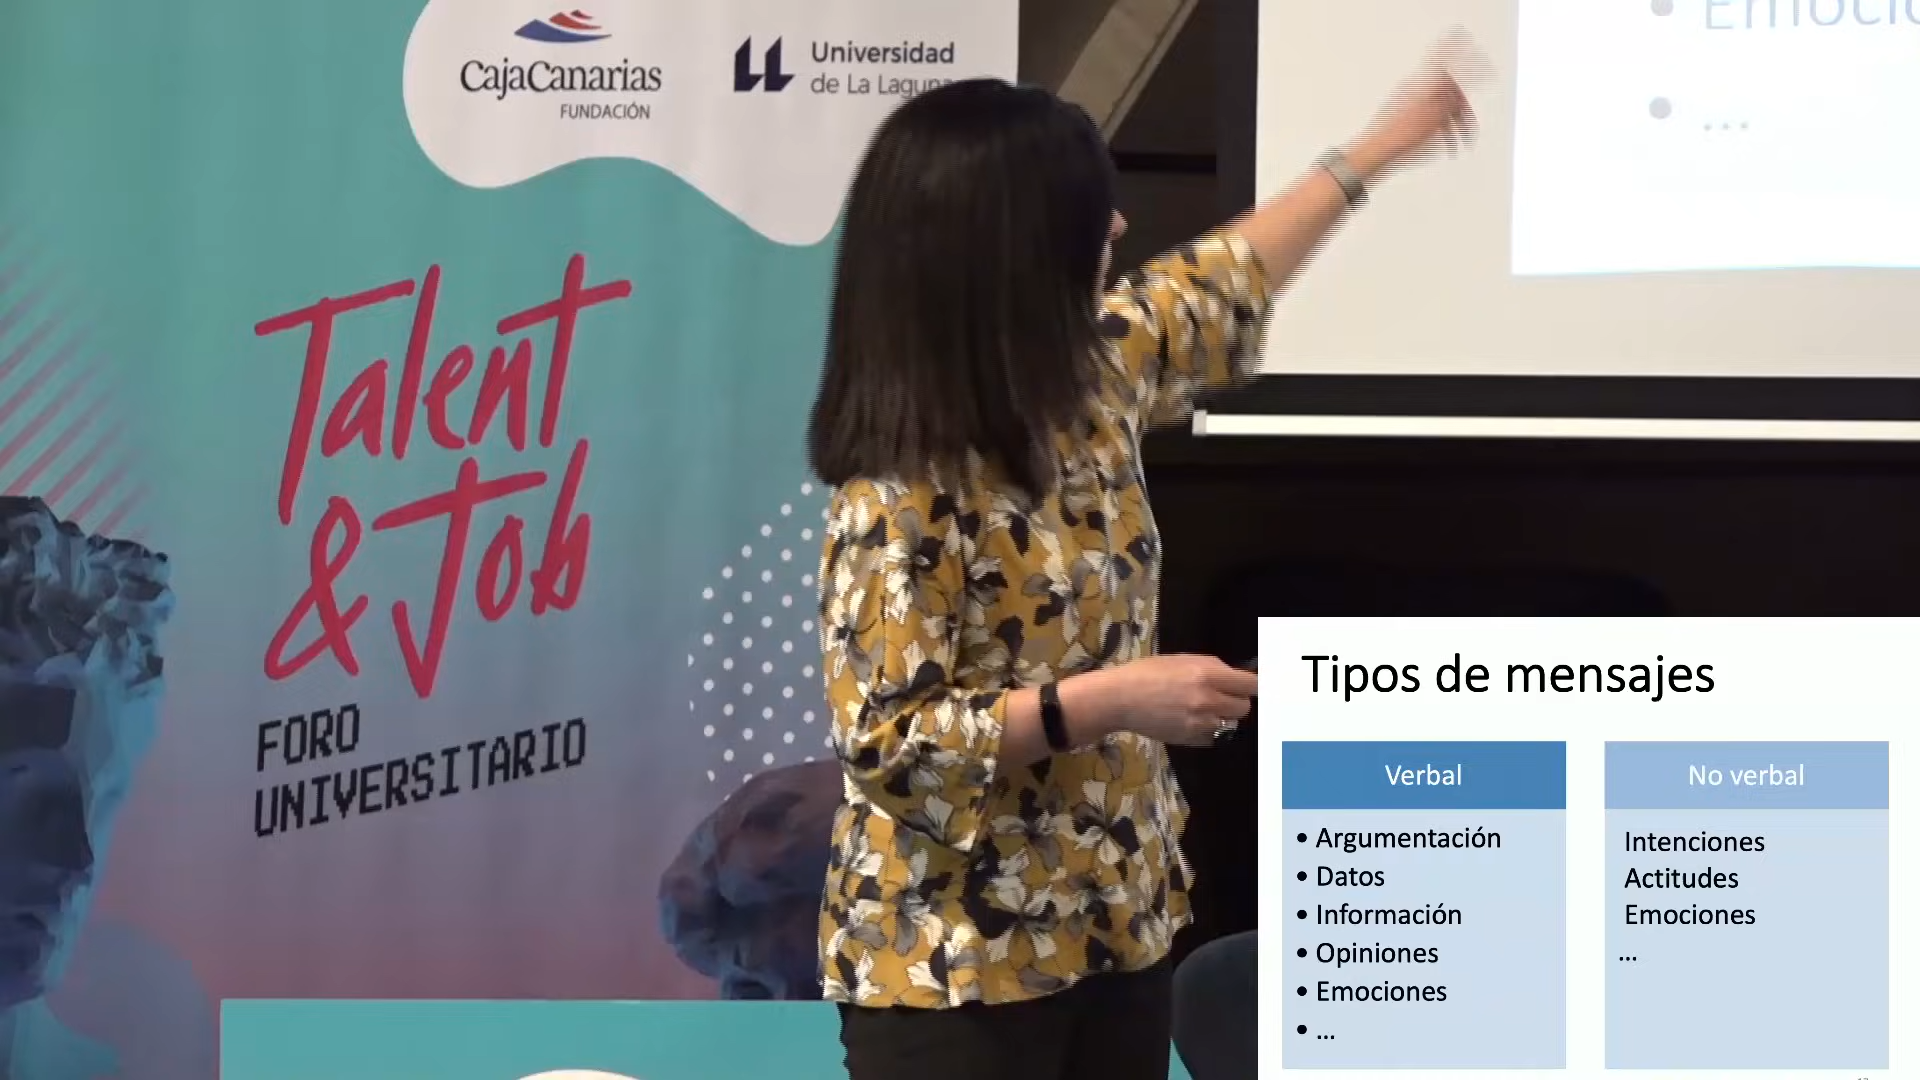 CajaCanarias
FUNDACIÓN
Universidad
de La Laguna
Talent
& Job
FORO
UNIVERSITARIO
...
Tipos de mensajes
Verbal
• Argumentación
• Datos
• Información
• Opiniones
• Emociones
• ...
No verbal
Intenciones
Actitudes
Emociones
...